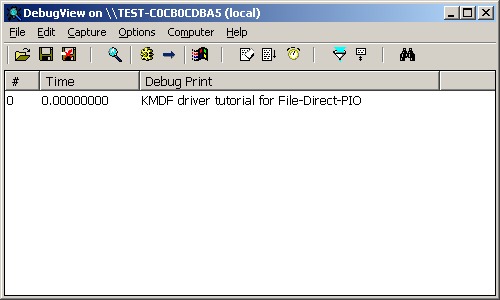 DebugView on \\TEST-C0CB0CDBA5 (local)
File Edit Capture Options Computer Help
# Time Debug Print
0 0.00000000 KMDF driver tutorial for File-Direct-PIO